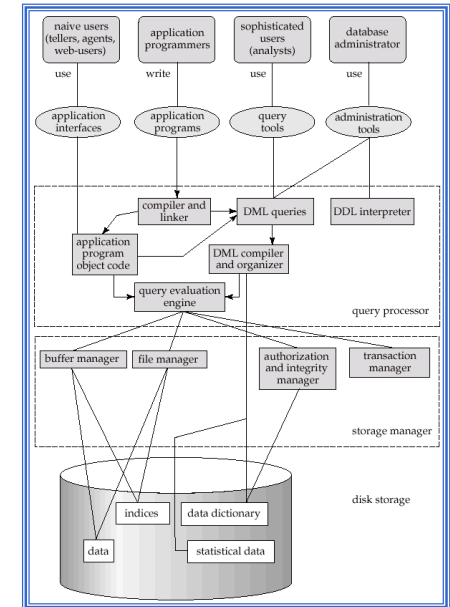 naive users
(tellers, agents,
web-users)
application
programmers
sophisticated
users
(analysts)
database
administrator
use
write
use
use
application
interfaces
application
programs
query
tools
administration
tools
compiler and
linker
DML queries
DDL interpreter
application
program
object code
DML compiler
and organizer
query evaluation
engine
query processor
buffer manager
file manager
authorization
and integrity
manager
transaction
manager
storage manager
disk storage
indices
data dictionary
data
statistical data